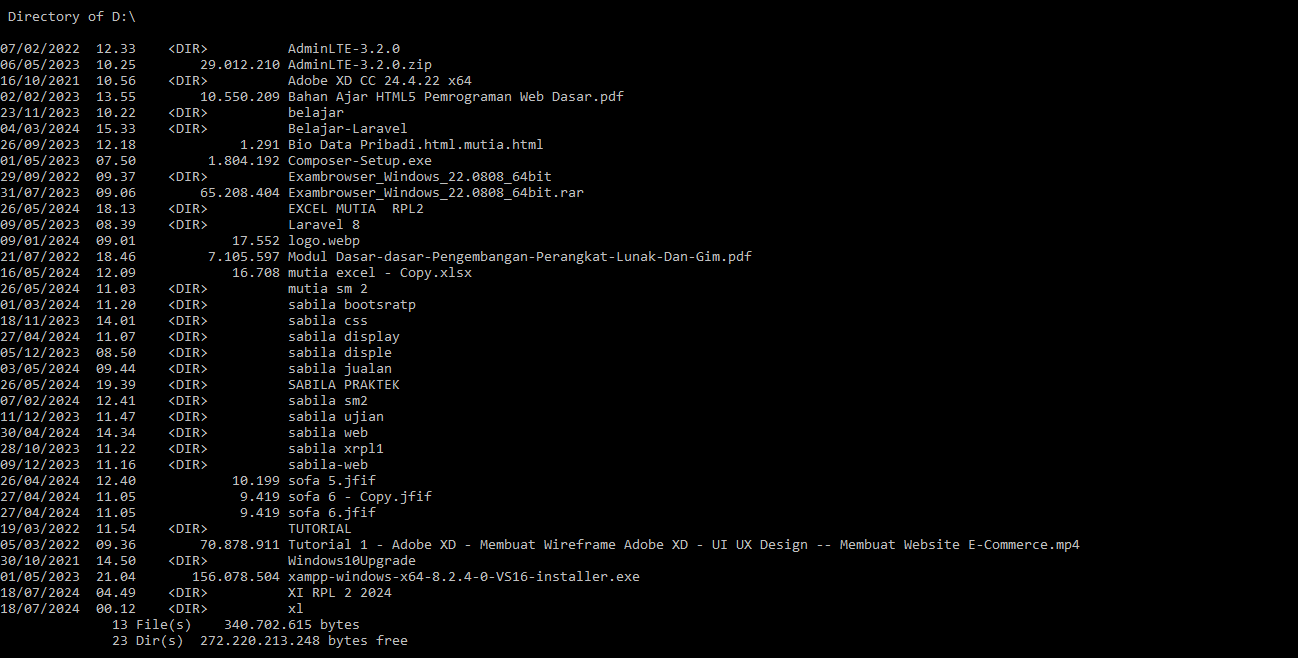 Directory of D:\
07/02/2022  12.33    <DIR>          AdminLTE-3.2.0
06/05/2023  10.25        29.012.210 AdminLTE-3.2.0.zip
16/10/2021  10.56    <DIR>          Adobe XD CC 24.4.22 x64
02/02/2023  13.55        10.550.209 Bahan Ajar HTML5 Pemrograman Web Dasar.pdf
23/11/2023  10.22    <DIR>          belajar
04/03/2024  15.33    <DIR>          Belajar-Laravel
26/09/2023  12.18             1.291 Bio Data Pribadi.html.mutia.html
01/05/2023  07.50         1.804.192 Composer-Setup.exe
29/09/2022  09.37    <DIR>          Exambrowser_Windows_22.0808_64bit
31/07/2023  09.06        65.208.404 Exambrowser_Windows_22.0808_64bit.rar
26/05/2024  18.13    <DIR>          EXCEL MUTIA  RPL2
09/05/2023  08.39    <DIR>          Laravel 8
09/01/2024  09.01            17.552 logo.webp
21/07/2022  18.46         7.105.597 Modul Dasar-dasar-Pengembangan-Perangkat-Lunak-Dan-Gim.pdf
16/05/2024  12.09            16.708 mutia excel - Copy.xlsx
26/05/2024  11.03    <DIR>          mutia sm 2
01/03/2024  11.20    <DIR>          sabila bootsratp
18/11/2023  14.01    <DIR>          sabila css
27/04/2024  11.07    <DIR>          sabila display
05/12/2023  08.50    <DIR>          sabila disple
03/05/2024  09.44    <DIR>          sabila jualan
26/05/2024  19.39    <DIR>          SABILA PRAKTEK
07/02/2024  12.41    <DIR>          sabila sm2
11/12/2023  11.47    <DIR>          sabila ujian
30/04/2024  14.34    <DIR>          sabila web
28/10/2023  11.22    <DIR>          sabila xrpl1
09/12/2023  11.16    <DIR>          sabila-web
26/04/2024  12.40            10.199 sofa 5.jfif
27/04/2024  11.05             9.419 sofa 6 - Copy.jfif
27/04/2024  11.05             9.419 sofa 6.jfif
19/03/2022  11.54    <DIR>          TUTORIAL
05/03/2022  09.36        70.878.911 Tutorial 1 - Adobe XD - Membuat Wireframe Adobe XD - UI UX Design -- Membuat Website E-Commerce.mp4
30/10/2021  14.50    <DIR>          Windows10Upgrade
01/05/2023  21.04       156.078.504 xampp-windows-x64-8.2.4-0-VS16-installer.exe
18/07/2024  04.49    <DIR>          XI RPL 2 2024
18/07/2024  00.12    <DIR>          xl
13 File(s)    340.702.615 bytes
23 Dir(s)  272.220.213.248 bytes free